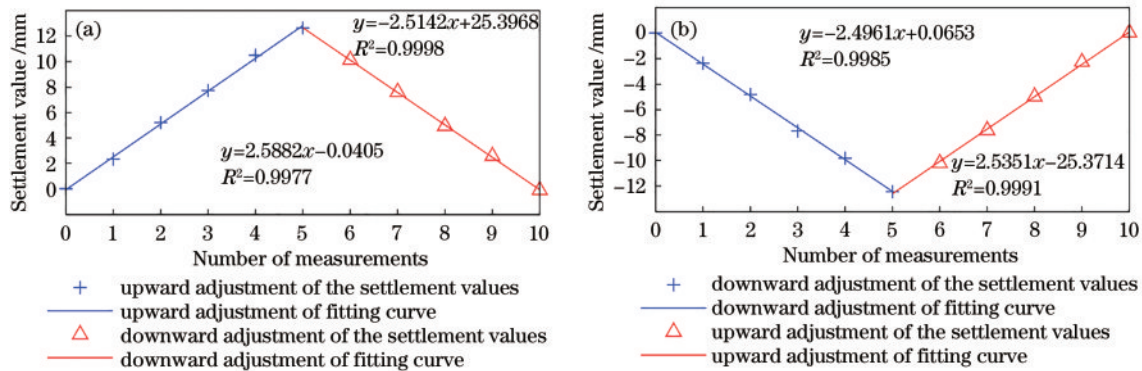 (a)
y=−2.5142x+25.3968
R²=0.9998
y=2.5882x−0.0405
R²=0.9977
Settlement value /mm
12
10
8
6
4
2
0
0 1 2 3 4 5 6 7 8 9 10
Number of measurements
upward adjustment of the settlement values
upward adjustment of fitting curve
downward adjustment of the settlement values
downward adjustment of fitting curve
(b)
y=−2.4961x+0.0653
R²=0.9985
y=2.5351x−25.3714
R²=0.9991
Settlement value /mm
0
−2
−4
−6
−8
−10
−12
0 1 2 3 4 5 6 7 8 9 10
Number of measurements
downward adjustment of the settlement values
downward adjustment of fitting curve
upward adjustment of the settlement values
upward adjustment of fitting curve